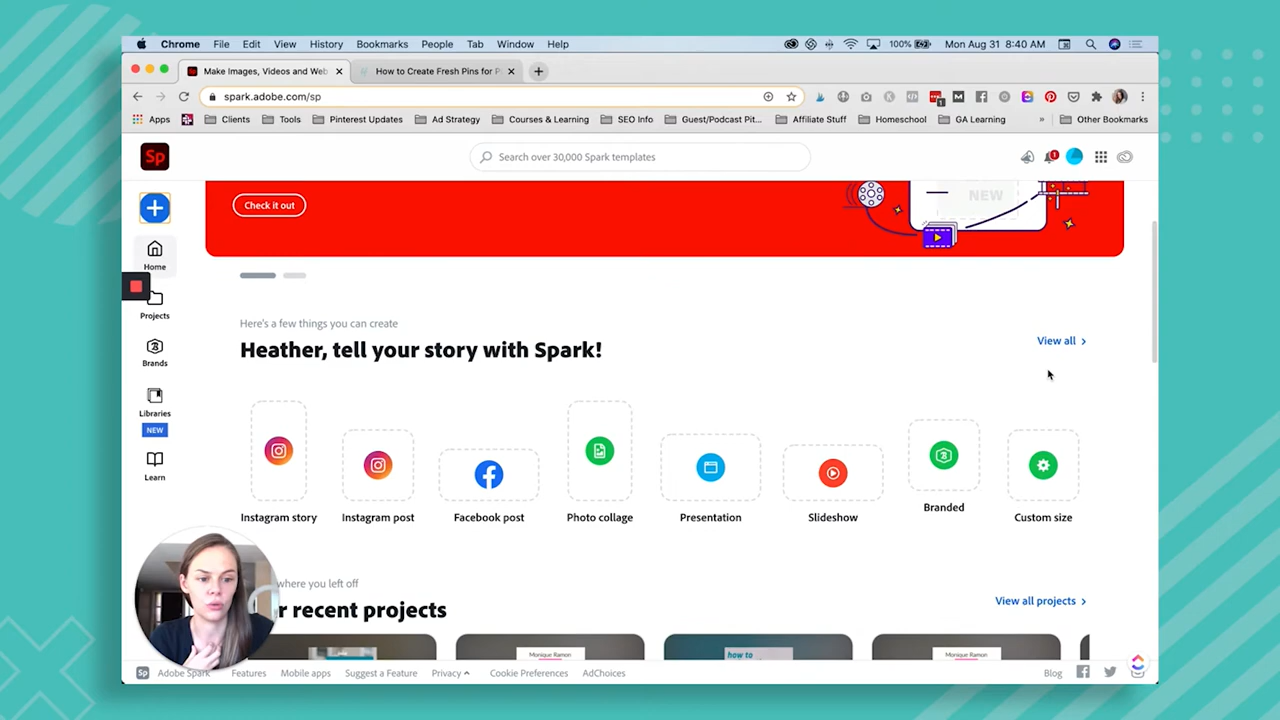 Chrome File Edit View History Bookmarks People Tab Window Help 100% Mon Aug 31 8:40 AM
Make Images, Videos and Web
How to Create Fresh Pins for P
spark.adobe.com/sp
Apps Clients Tools Pinterest Updates Ad Strategy Courses & Learning SEO Info Guest/Podcast Pit... Affiliate Stuff Homeschool GA Learning » Other Bookmarks
Sp
Search over 30,000 Spark templates
1
Check it out
NEW
Home
Projects
Brands
Libraries
NEW
Learn
Here's a few things you can create
Heather, tell your story with Spark!
View all
Instagram story
Instagram post
Facebook post
Photo collage
Presentation
Slideshow
Branded
Custom size
where you left off
r recent projects
View all projects
Monique Ramon
how to
Monique Ramon
Sp Adobe Spark Features Mobile apps Suggest a Feature Privacy Cookie Preferences AdChoices Blog